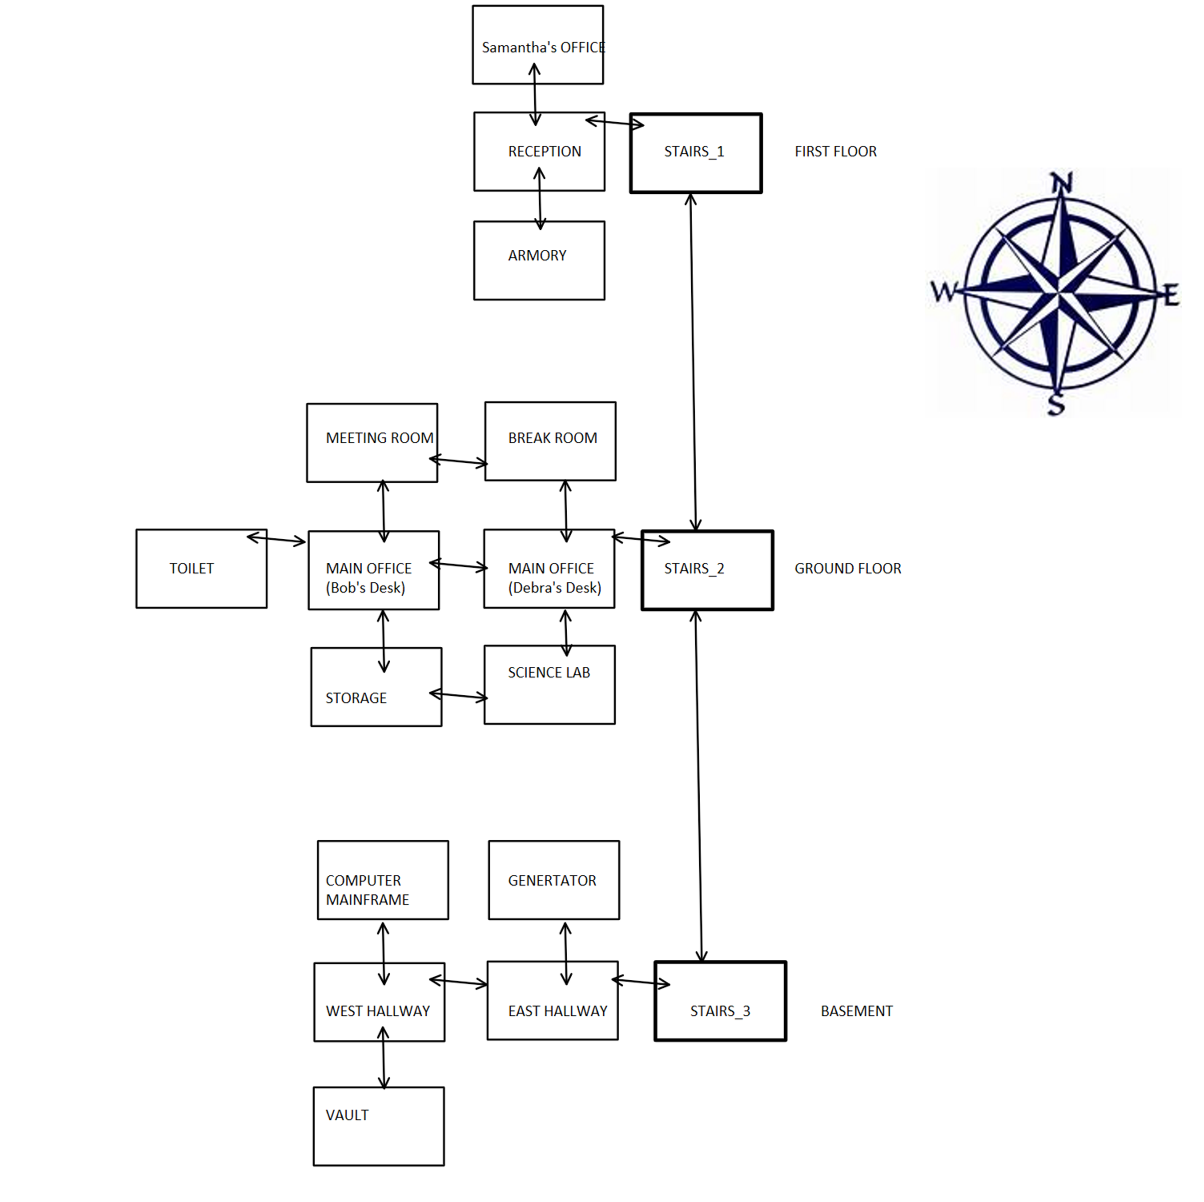 Samantha's OFFICE
RECEPTION
STAIRS_1
FIRST FLOOR
ARMORY
N
W
E
S
MEETING ROOM
BREAK ROOM
TOILET
MAIN OFFICE
(Bob's Desk)
MAIN OFFICE
(Debra's Desk)
STAIRS_2
GROUND FLOOR
STORAGE
SCIENCE LAB
COMPUTER
MAINFRAME
GENERTATOR
WEST HALLWAY
EAST HALLWAY
STAIRS_3
BASEMENT
VAULT